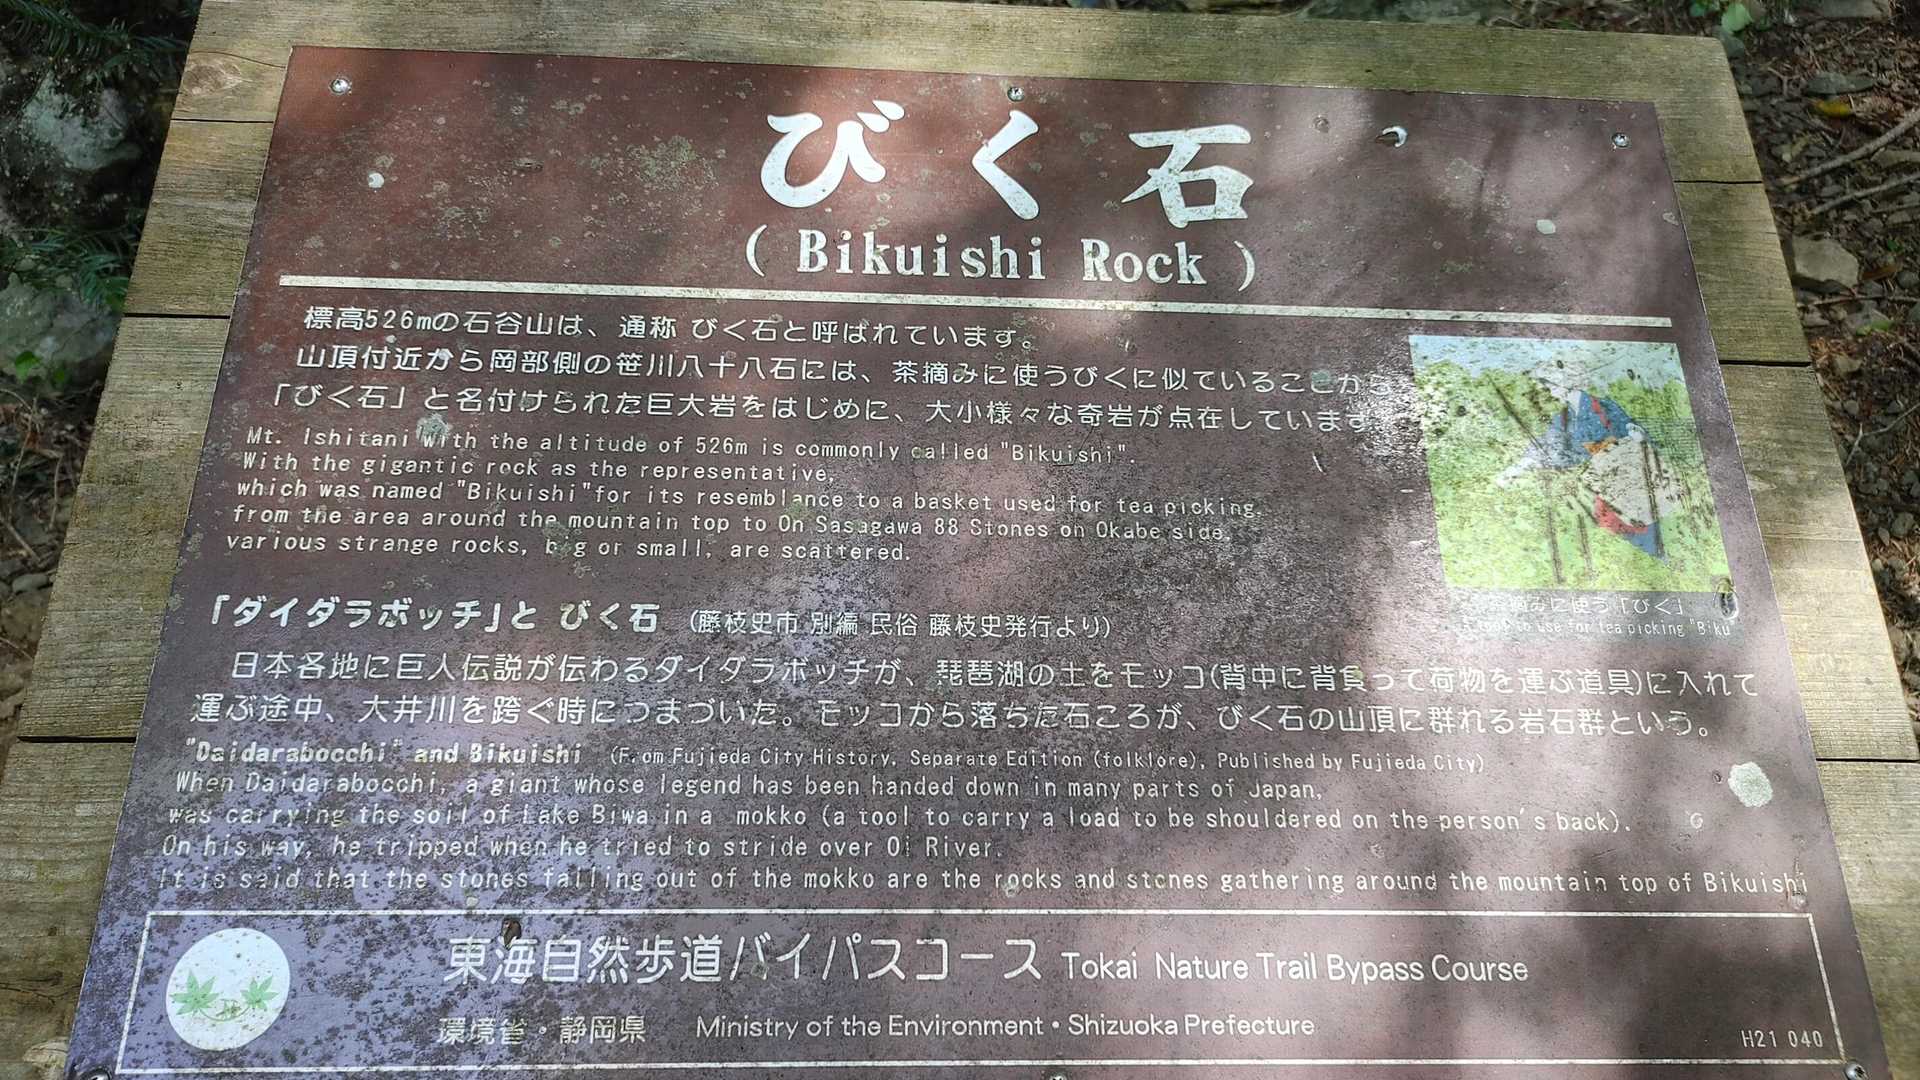 びく石
( Bikuishi Rock )
標高526mの石谷山は、通称 びく石と呼ばれています。
山頂付近から岡部側の笹川八十八石には、茶摘みに使うびくに似ていることから
「びく石」と名付けられた巨大岩をはじめに、大小様々な奇岩が点在しています
Mt. Ishitani with the altitude of 526m is commonly called "Bikuishi".
With the gigantic rock as the representative,
which was named "Bikuishi"for its resemblance to a basket used for tea picking.
from the area around the mountain top to On Sasagawa 88 Stones on Okabe side,
various strange rocks, big or small, are scattered.
摘みに使う「びく」
tool to use for tea picking "Biku
「ダイダラボッチ」と びく石 (藤枝史市 別編 民俗 藤枝史発行より)
日本各地に巨人伝説が伝わるダイダラボッチが、琵琶湖の土をモッコ(背中に背負って荷物を運ぶ道具)に入れて
運ぶ途中、大井川を跨ぐ時につまづいた。モッコから落ちた石ころが、びく石の山頂に群れる岩石群という。
"Daidarabocchi" and Bikuishi (From Fujieda City History, Separate Edition (folklore), Published by Fujieda City)
When Daidarabocchi, a giant whose legend has been handed down in many parts of Japan,
was carrying the soil of Lake Biwa in a mokko (a tool to carry a load to be shouldered on the person's back).
On his way, he tripped when he tried to stride over Oi River.
It is said that the stones falling out of the mokko are the rocks and stones gathering around the mountain top of Bikuishi
東海自然歩道バイパスコース Tokai Nature Trail Bypass Course
環境省・静岡県 Ministry of the Environment・Shizuoka Prefecture
H21 040